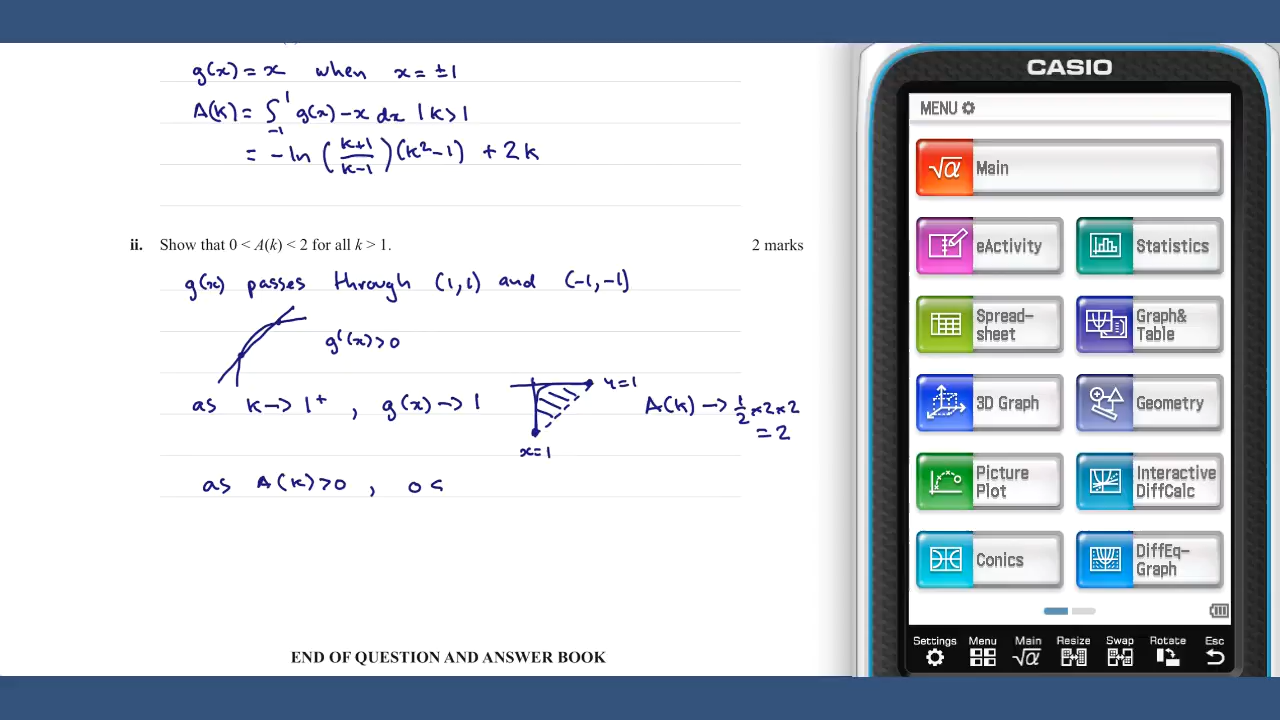 g(x) = x when x = ±1
A(k) = ∫₋₁¹ g(x) − x dx | k>1
= −ln (k+1/k−1)(k²−1) + 2k
ii. Show that 0 < A(k) < 2 for all k > 1. 2 marks
g(x) passes through (1,1) and (−1,−1)
g'(x)>0
y=1
as k → 1⁺, g(x) → 1 A(k) → 1/2 × 2 × 2
= 2
x=1
as A(k) >0, 0 <
END OF QUESTION AND ANSWER BOOK
CASIO
MENU
Main
eActivity Statistics
Spread-
sheet
Graph&
Table
3D Graph Geometry
Picture
Plot
Interactive
DiffCalc
Conics
DiffEq-
Graph
Settings Menu Main Resize Swap Rotate Esc